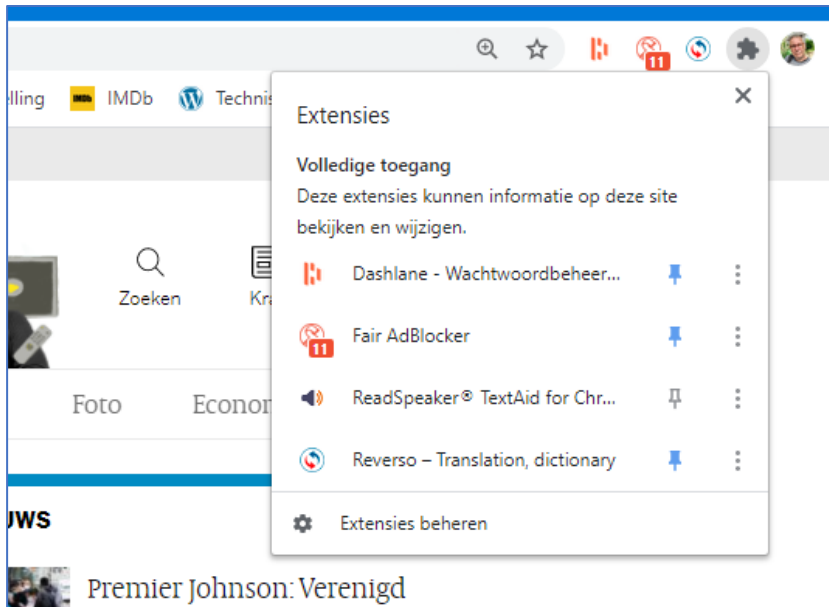 11
lling
IMDb
IMDb
Technis
Extensies
Volledige toegang
Deze extensies kunnen informatie op deze site
bekijken en wijzigen.
Dashlane - Wachtwoordbeheer...
11
Fair AdBlocker
ReadSpeaker® TextAid for Chr...
Reverso – Translation, dictionary
Extensies beheren
Zoeken
Kra
Foto
Econor
UWS
Premier Johnson: Verenigd